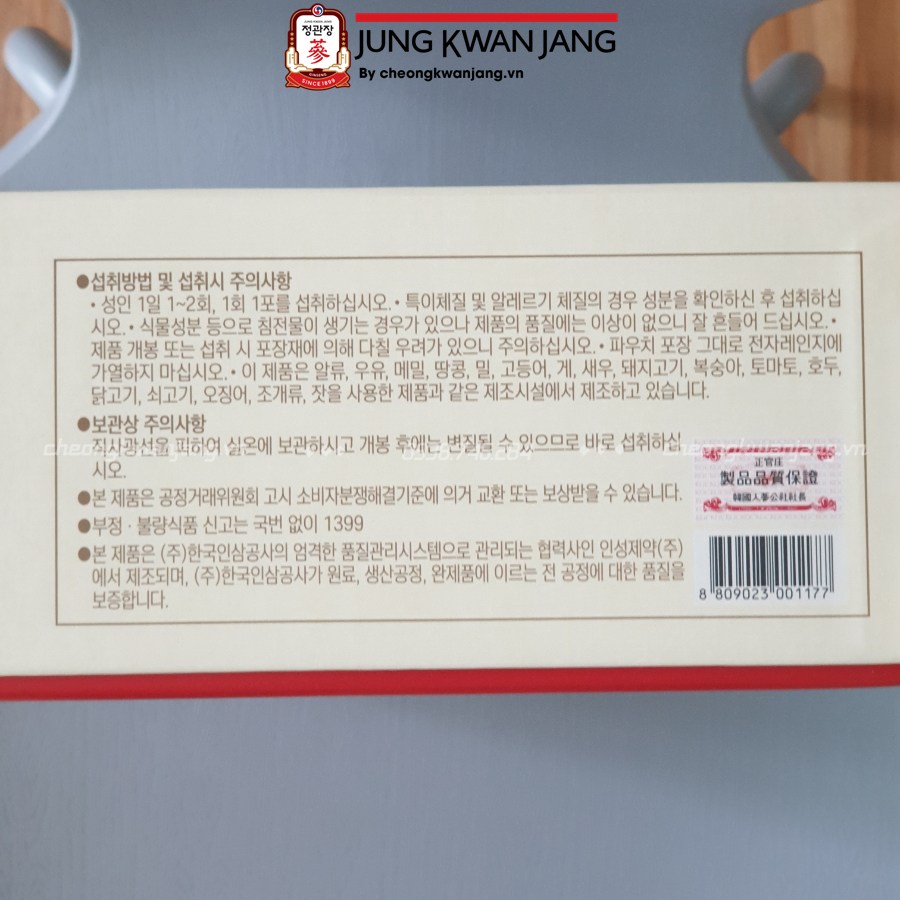 정관장
蔘
GINSENG
SINCE1899
JUNG KWAN JANG
By cheongkwanjang.vn
●섭취방법 및 섭취시 주의사항
• 성인 1일 1~2회, 1회 1포를 섭취하십시오. • 특이체질 및 알레르기 체질의 경우 성분을 확인하신 후 섭취하십
시오. • 식물성분 등으로 침전물이 생기는 경우가 있으나 제품의 품질에는 이상이 없으니 잘 흔들어 드십시오. •
제품 개봉 또는 섭취 시 포장재에 의해 다칠 우려가 있으니 주의하십시오. • 파우치 포장 그대로 전자레인지에
가열하지 마십시오. • 이 제품은 알류, 우유, 메밀, 땅콩, 밀, 고등어, 게, 새우, 돼지고기, 복숭아, 토마토, 호두,
닭고기, 쇠고기, 오징어, 조개류, 잣을 사용한 제품과 같은 제조시설에서 제조하고 있습니다.
●보관상 주의사항
직사광선을 피하여 실온에 보관하시고 개봉 후에는 변질될 수 있으므로 바로 섭취하십
시오.
●본 제품은 공정거래위원회 고시 소비자분쟁해결기준에 의거 교환 또는 보상받을 수 있습니다.
●부정 · 불량식품 신고는 국번 없이 1399
●본 제품은 (주)한국인삼공사의 엄격한 품질관리시스템으로 관리되는 협력사인 인성제약(주)
에서 제조되며, (주)한국인삼공사가 원료, 생산공정, 완제품에 이르는 전 공정에 대한 품질을
보증합니다.
正官庄
製品品質保證
韓國人蔘公社社長
8 809023 001177